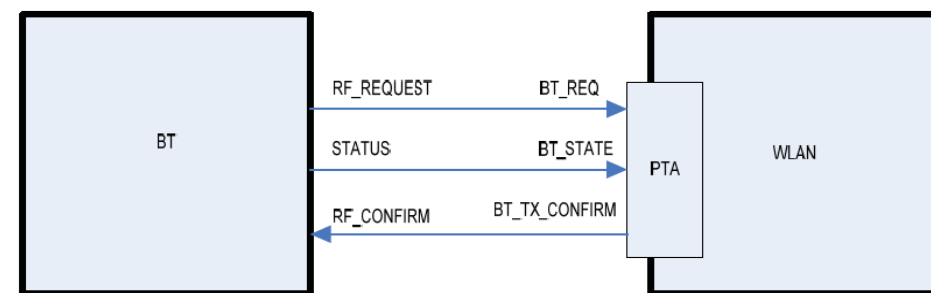 RF_REQUEST BT_REQ
BT
STATUS BT_STATE
PTA
WLAN
RF_CONFIRM BT_TX_CONFIRM